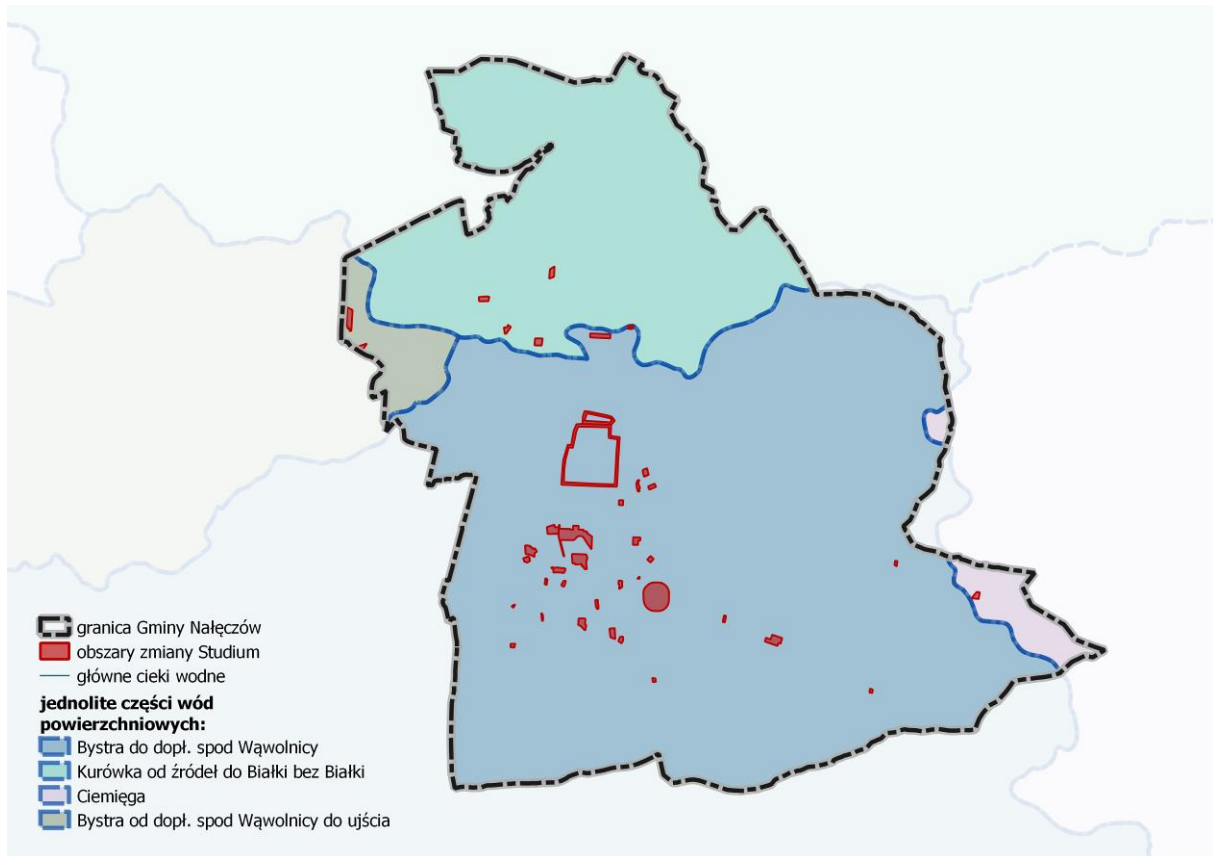 granica Gminy Nałęczów
obszary zmiany Studium
główne cieki wodne
jednolite części wód
powierzchniowych:
Bystra do dopł. spod Wąwolnicy
Kurówka od źródeł do Białki bez Białki
Ciemięga
Bystra od dopł. spod Wąwolnicy do ujścia